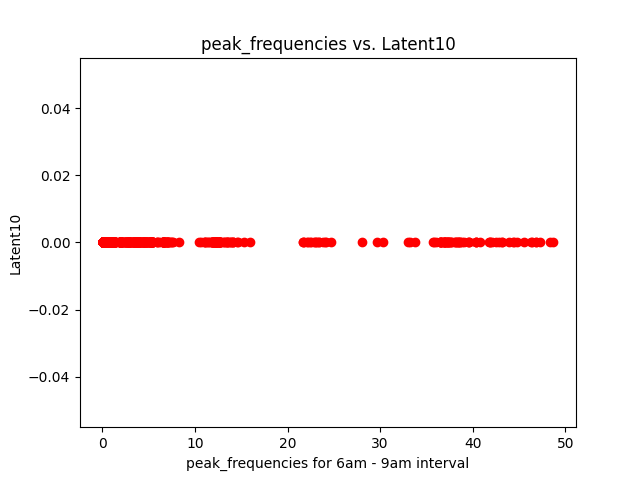 peak_frequencies vs. Latent10
Latent10
0.04
0.02
0.00
−0.02
−0.04
0 10 20 30 40 50
peak_frequencies for 6am - 9am interval